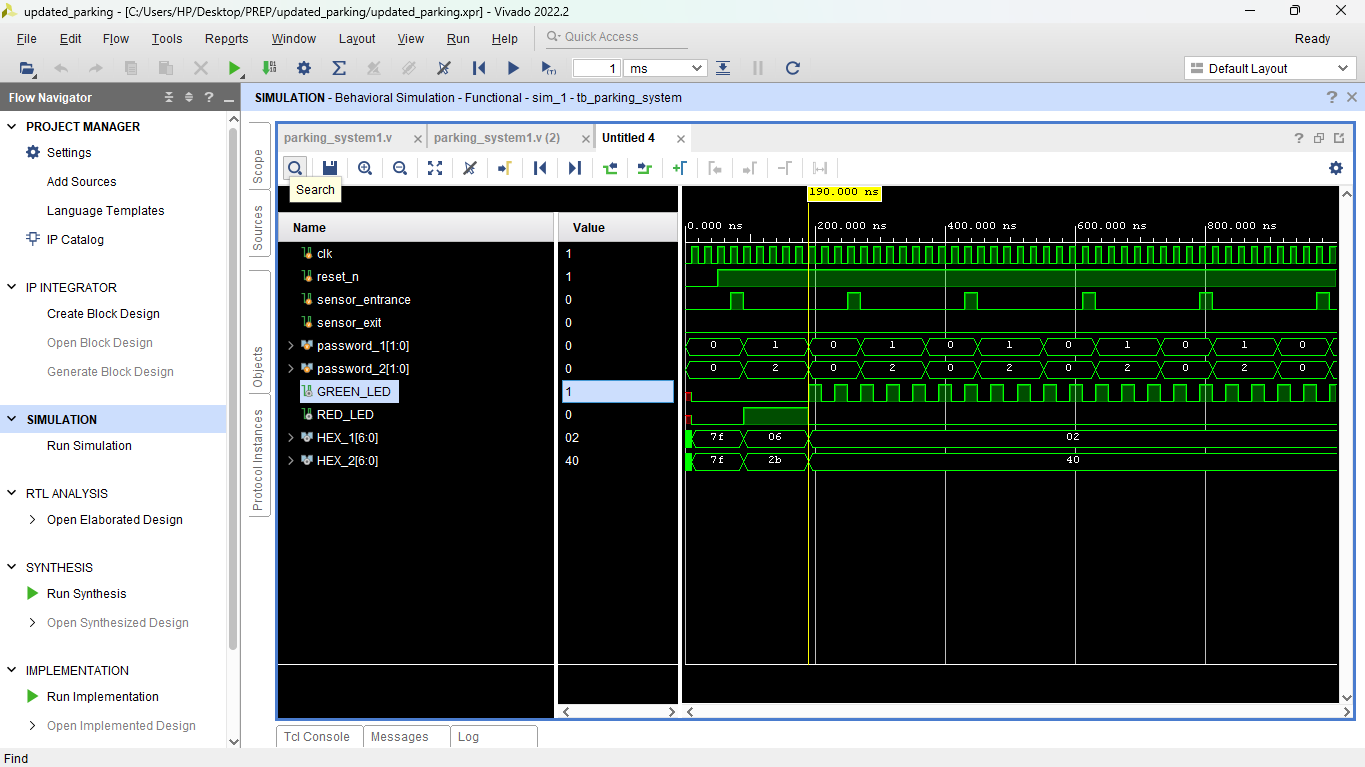 updated_parking - [C:/Users/HP/Desktop/PREP/updated_parking/updated_parking.xpr] - Vivado 2022.2
File Edit Flow Tools Reports Window Layout View Run Help Quick Access Ready
1 ms Default Layout
Flow Navigator
SIMULATION - Behavioral Simulation - Functional - sim_1 - tb_parking_system
PROJECT MANAGER
Settings
Add Sources
Language Templates
IP Catalog
IP INTEGRATOR
Create Block Design
Open Block Design
Generate Block Design
SIMULATION
Run Simulation
RTL ANALYSIS
Open Elaborated Design
SYNTHESIS
Run Synthesis
Open Synthesized Design
IMPLEMENTATION
Run Implementation
Open Implemented Design
Scope
Sources
Objects
Protocol Instances
parking_system1.v parking_system1.v (2) Untitled 4
Search
190.000 ns
Name Value
0.000 ns 200.000 ns 400.000 ns 600.000 ns 800.000 ns
clk 1
reset_n 1
sensor_entrance 0
sensor_exit 0
password_1[1:0] 0 0 1 0 1 0 1 0 1 0 1 0
password_2[1:0] 0 0 2 0 2 0 2 0 2 0 2 0
GREEN_LED 1
RED_LED 0
HEX_1[6:0] 02 7f 06 02
HEX_2[6:0] 40 7f 2b 40
Tcl Console Messages Log
Find